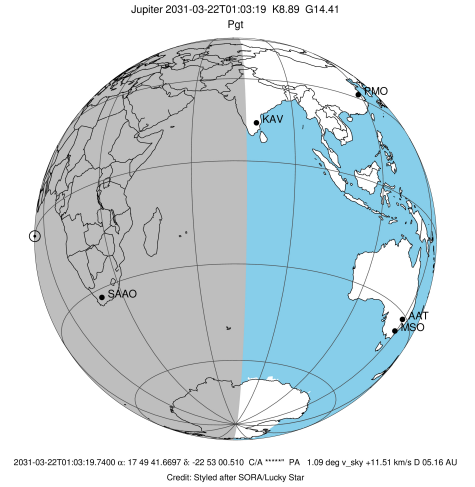 Jupiter 2031-03-22T01:03:19 K8.89 G14.41
Pgt
PMO
KAV
SAAO
AAT
MSO
2031-03-22T01:03:19.7400 α: 17 49 41.6697 δ: -22 53 00.510 C/A *****" PA 1.09 deg v_sky +11.51 km/s D 05.16 AU
Credit: Styled after SORA/Lucky Star